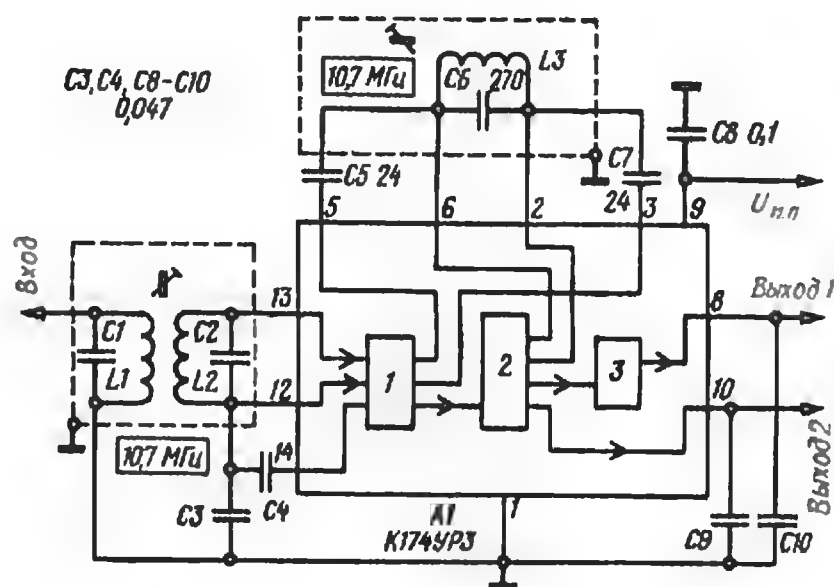 С3, С4, С8-С10
0,047
10,7 МГц
С6
270
L3
С5 24
С7
24
С8 0,1
5
6
2
3
9
Uп.п
Вход
С1
L1
С2
L2
13
12
14
1
2
3
8
Выход 1
10
Выход 2
10,7 МГц
С3
С4
А1
К174УР3
1
С9
С10